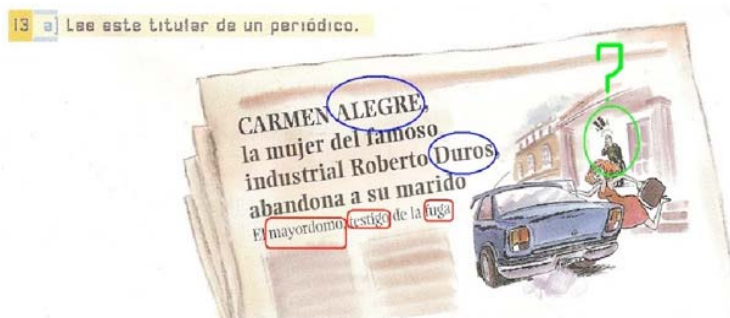 13 a) Lee este titular de un periódico.
CARMEN ALEGRE,
la mujer del famoso
industrial Roberto Duros,
abandona a su marido
El mayordomo, testigo de la fuga
?